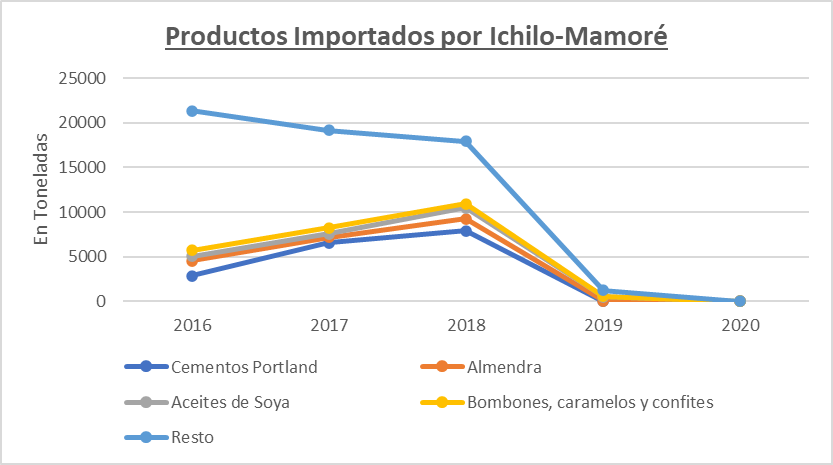 Productos Importados por Ichilo-Mamoré
En Toneladas
25000
20000
15000
10000
5000
0
2016 2017 2018 2019 2020
Cementos Portland Almendra
Aceites de Soya Bombones, caramelos y confites
Resto